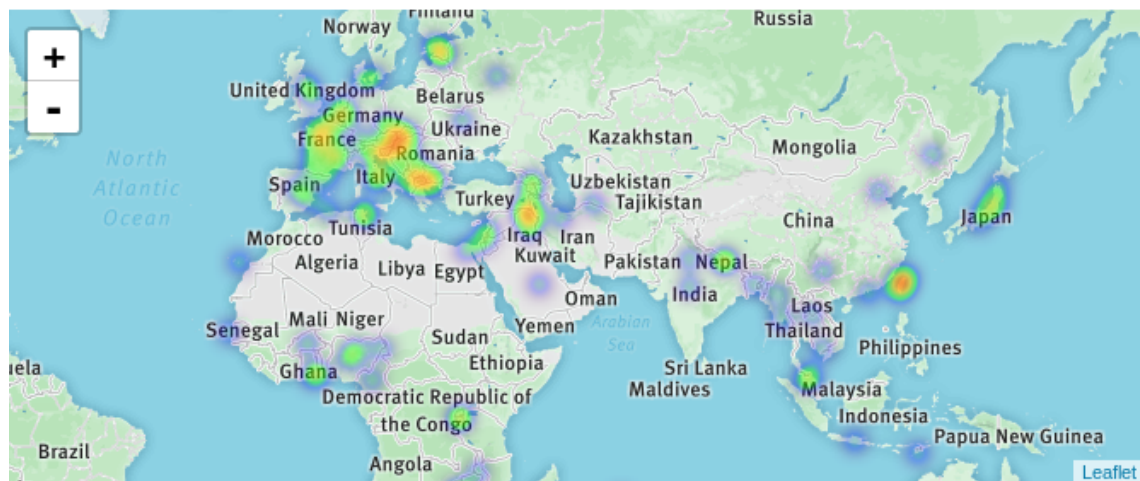 Finland
Russia
Norway
+
-
United Kingdom
Belarus
Germany
Ukraine
France
Kazakhstan
Mongolia
Romania
North
Atlantic
Ocean
Italy
Spain
Uzbekistan
Turkey
Tajikistan
China
Japan
Tunisia
Morocco
Iraq
Iran
Kuwait
Algeria
Libya
Egypt
Pakistan
Nepal
India
Oman
Laos
Mali
Niger
Senegal
Yemen
Arabian
Sea
Thailand
Sudan
Philippines
Ethiopia
Sri Lanka
uela
Ghana
Maldives
Malaysia
Democratic Republic of
the Congo
Indonesia
Papua New Guinea
Brazil
Angola
Leaflet